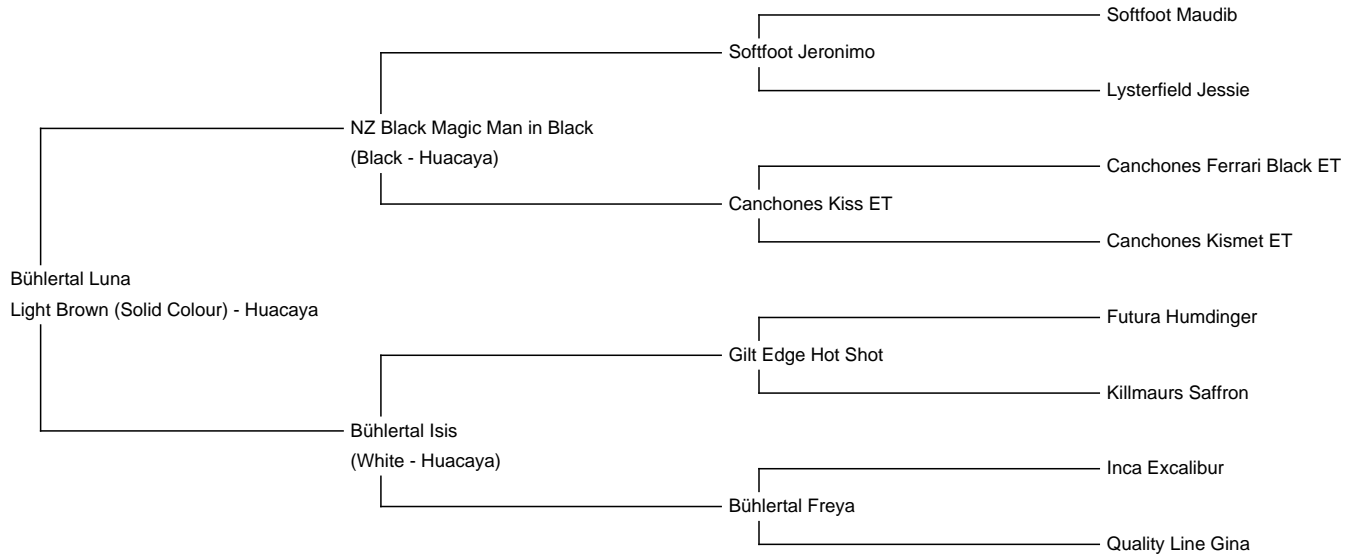 Softfoot Maudib
Softfoot Jeronimo
Lysterfield Jessie
NZ Black Magic Man in Black
(Black - Huacaya)
Canchones Ferrari Black ET
Canchones Kiss ET
Canchones Kismet ET
Bühlertal Luna
Light Brown (Solid Colour) - Huacaya
Futura Humdinger
Gilt Edge Hot Shot
Killmaurs Saffron
Bühlertal Isis
(White - Huacaya)
Inca Excalibur
Bühlertal Freya
Quality Line Gina